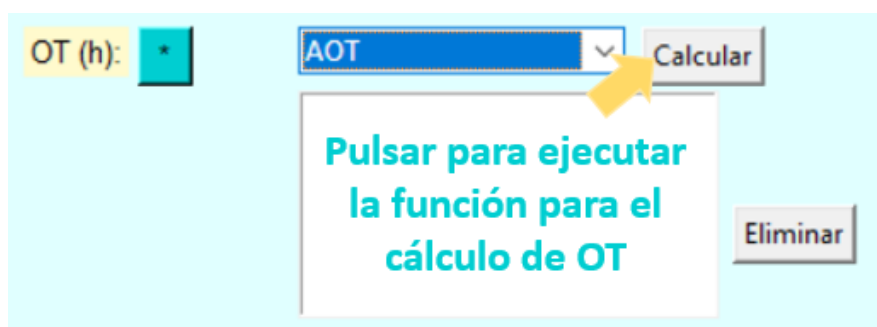 OT (h): * AOT Calcular
Pulsar para ejecutar
la función para el
cálculo de OT
Eliminar